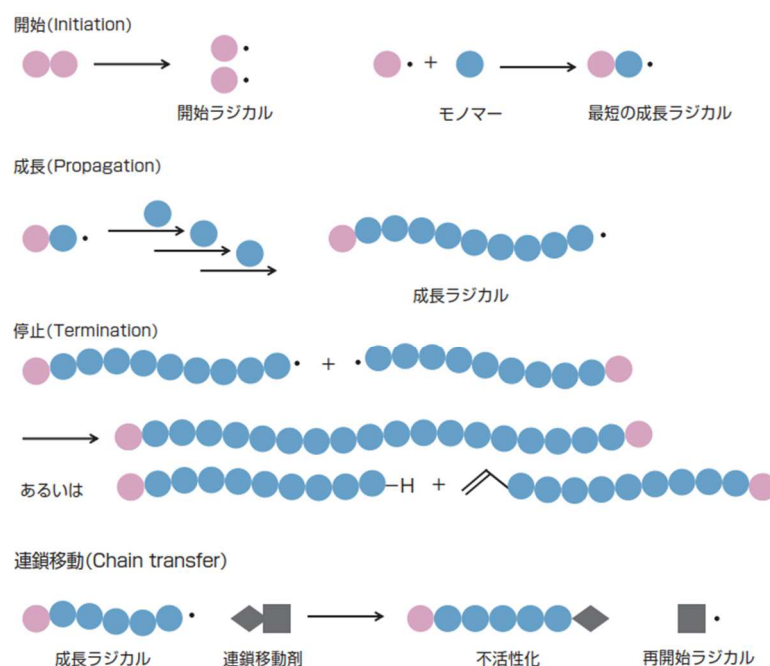 開始(Initiation)
• + →
開始ラジカル モノマー 最短の成長ラジカル
成長(Propagation)
成長ラジカル
停止(Termination)
+
あるいは -H +
連鎖移動(Chain transfer)
成長ラジカル 連鎖移動剤 不活性化 再開始ラジカル